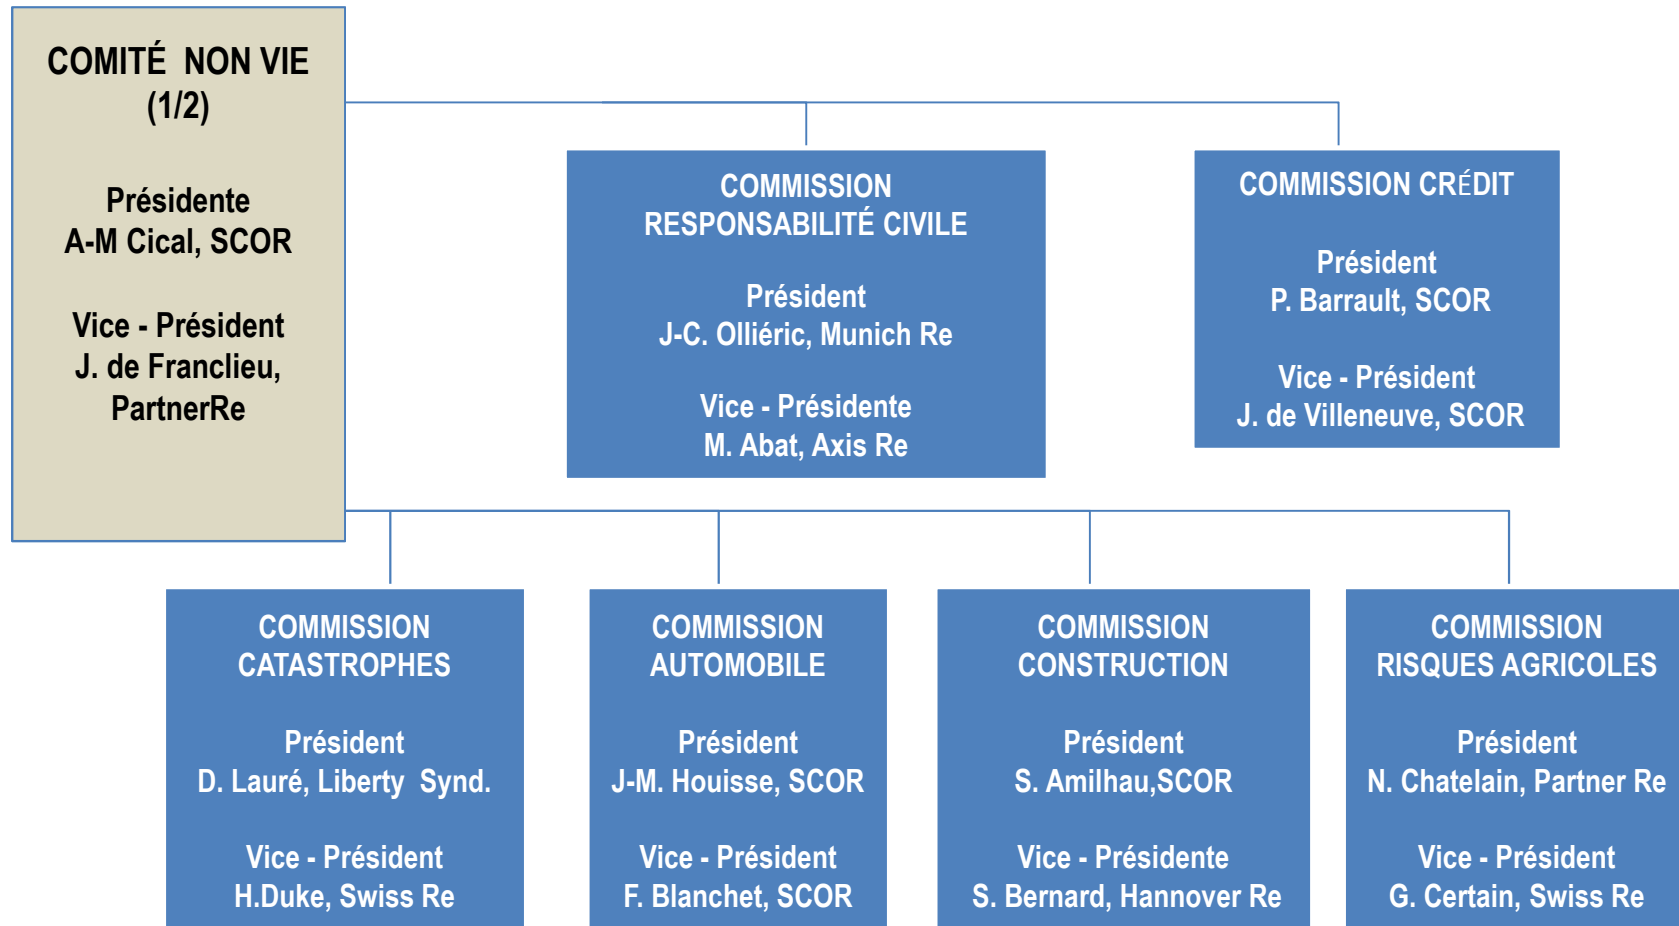 COMITÉ NON VIE
(1/2)
Présidente
A-M Cical, SCOR
Vice - Président
J. de Franclieu,
PartnerRe
COMMISSION
RESPONSABILITÉ CIVILE
Président
J-C. Olliéric, Munich Re
Vice - Présidente
M. Abat, Axis Re
COMMISSION CRÉDIT
Président
P. Barrault, SCOR
Vice - Président
J. de Villeneuve, SCOR
COMMISSION
CATASTROPHES
Président
D. Lauré, Liberty Synd.
Vice - Président
H.Duke, Swiss Re
COMMISSION
AUTOMOBILE
Président
J-M. Houisse, SCOR
Vice - Président
F. Blanchet, SCOR
COMMISSION
CONSTRUCTION
Président
S. Amilhau,SCOR
Vice - Présidente
S. Bernard, Hannover Re
COMMISSION
RISQUES AGRICOLES
Président
N. Chatelain, Partner Re
Vice - Président
G. Certain, Swiss Re